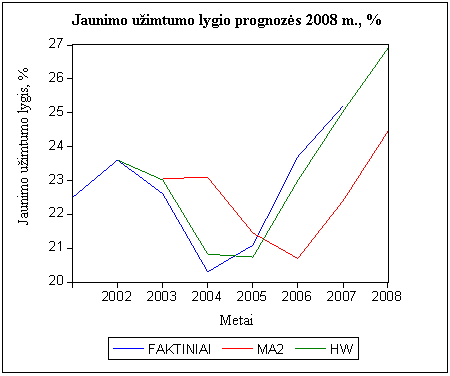 Jaunimo užimtumo lygio prognozės 2008 m., %
Jaunimo užimtumo lygis, %
27
26
25
24
23
22
21
20
2002 2003 2004 2005 2006 2007 2008
Metai
FAKTINIAI MA2 HW